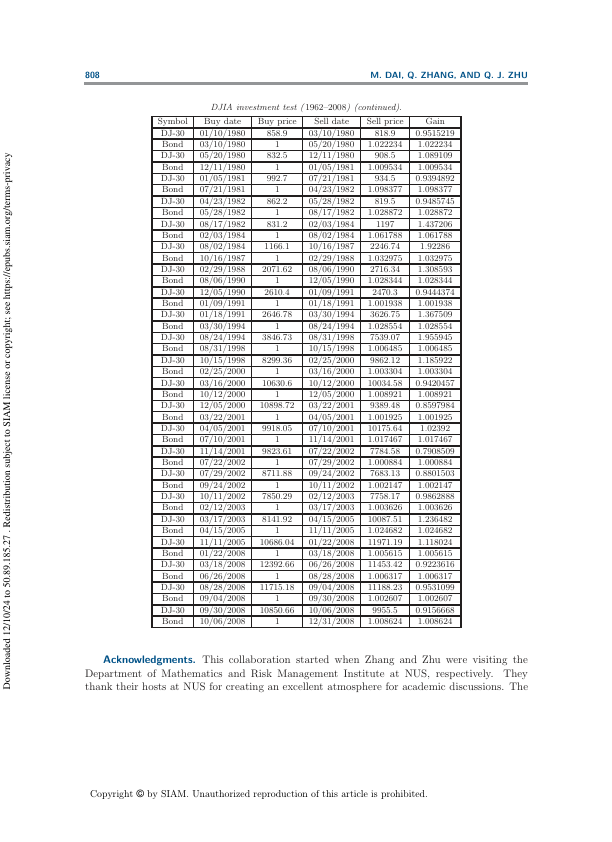 808 M. DAI, Q. ZHANG, AND Q. J. ZHU
DJIA investment test (1962–2008) (continued).
Symbol Buy date Buy price Sell date Sell price Gain
DJ-30 01/10/1980 858.9 03/10/1980 818.9 0.9515219
Bond 03/10/1980 1 05/20/1980 1.022234 1.022234
DJ-30 05/20/1980 832.5 12/11/1980 908.5 1.089109
Bond 12/11/1980 1 01/05/1981 1.009534 1.009534
DJ-30 01/05/1981 992.7 07/21/1981 934.5 0.9394892
Bond 07/21/1981 1 04/23/1982 1.098377 1.098377
DJ-30 04/23/1982 862.2 05/28/1982 819.5 0.9485745
Bond 05/28/1982 1 08/17/1982 1.028872 1.028872
DJ-30 08/17/1982 831.2 02/03/1984 1197 1.437206
Bond 02/03/1984 1 08/02/1984 1.061788 1.061788
DJ-30 08/02/1984 1166.1 10/16/1987 2246.74 1.92286
Bond 10/16/1987 1 02/29/1988 1.032975 1.032975
DJ-30 02/29/1988 2071.62 08/06/1990 2716.34 1.308593
Bond 08/06/1990 1 12/05/1990 1.028344 1.028344
DJ-30 12/05/1990 2610.4 01/09/1991 2470.3 0.9444374
Bond 01/09/1991 1 01/18/1991 1.001938 1.001938
DJ-30 01/18/1991 2646.78 03/30/1994 3626.75 1.367509
Bond 03/30/1994 1 08/24/1994 1.028554 1.028554
DJ-30 08/24/1994 3846.73 08/31/1998 7539.07 1.955945
Bond 08/31/1998 1 10/15/1998 1.006485 1.006485
DJ-30 10/15/1998 8299.36 02/25/2000 9862.12 1.185922
Bond 02/25/2000 1 03/16/2000 1.003304 1.003304
DJ-30 03/16/2000 10630.6 10/12/2000 10034.58 0.9420457
Bond 10/12/2000 1 12/05/2000 1.008921 1.008921
DJ-30 12/05/2000 10898.72 03/22/2001 9389.48 0.8597984
Bond 03/22/2001 1 04/05/2001 1.001925 1.001925
DJ-30 04/05/2001 9918.05 07/10/2001 10175.64 1.02392
Bond 07/10/2001 1 11/14/2001 1.017467 1.017467
DJ-30 11/14/2001 9823.61 07/22/2002 7784.58 0.7908509
Bond 07/22/2002 1 07/29/2002 1.000884 1.000884
DJ-30 07/29/2002 8711.88 09/24/2002 7683.13 0.8801503
Bond 09/24/2002 1 10/11/2002 1.002147 1.002147
DJ-30 10/11/2002 7850.29 02/12/2003 7758.17 0.9862888
Bond 02/12/2003 1 03/17/2003 1.003626 1.003626
DJ-30 03/17/2003 8141.92 04/15/2005 10087.51 1.236482
Bond 04/15/2005 1 11/11/2005 1.024682 1.024682
DJ-30 11/11/2005 10686.04 01/22/2008 11971.19 1.118024
Bond 01/22/2008 1 03/18/2008 1.005615 1.005615
DJ-30 03/18/2008 12392.66 06/26/2008 11453.42 0.9223616
Bond 06/26/2008 1 08/28/2008 1.006317 1.006317
DJ-30 08/28/2008 11715.18 09/04/2008 11188.23 0.9531099
Bond 09/04/2008 1 09/30/2008 1.002607 1.002607
DJ-30 09/30/2008 10850.66 10/06/2008 9955.5 0.9156668
Bond 10/06/2008 1 12/31/2008 1.008624 1.008624
Acknowledgments. This collaboration started when Zhang and Zhu were visiting the
Department of Mathematics and Risk Management Institute at NUS, respectively. They
thank their hosts at NUS for creating an excellent atmosphere for academic discussions. The
Copyright © by SIAM. Unauthorized reproduction of this article is prohibited.
Downloaded 12/10/24 to 50.89.185.27 . Redistribution subject to SIAM license or copyright; see https://epubs.siam.org/terms-privacy